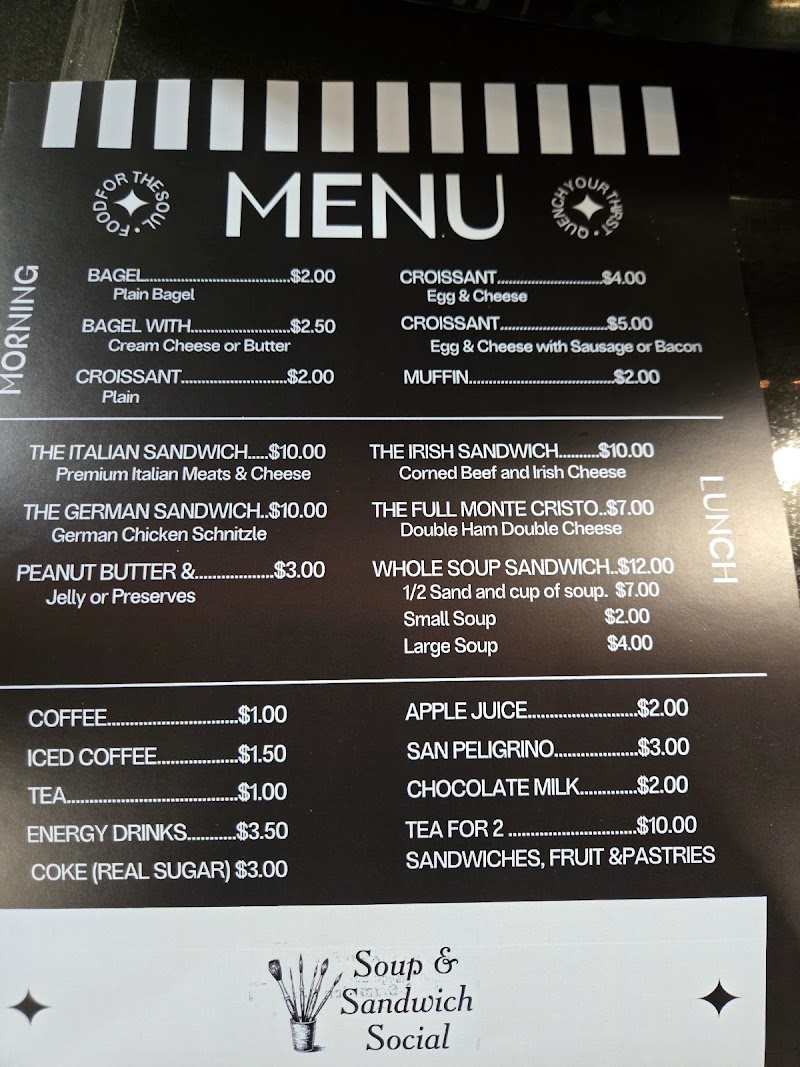 MENU
FOOD FOR THE SOUL •
QUENCH YOUR THIRST •
MORNING
BAGEL..............................$2.00
Plain Bagel
BAGEL WITH.....................$2.50
Cream Cheese or Butter
CROISSANT...........................$2.00
Plain
CROISSANT.......................$4.00
Egg & Cheese
CROISSANT.......................$5.00
Egg & Cheese with Sausage or Bacon
MUFFIN..............................$2.00
LUNCH
THE ITALIAN SANDWICH.....$10.00
Premium Italian Meats & Cheese
THE GERMAN SANDWICH..$10.00
German Chicken Schnitzle
PEANUT BUTTER &..................$3.00
Jelly or Preserves
THE IRISH SANDWICH..........$10.00
Corned Beef and Irish Cheese
THE FULL MONTE CRISTO..$7.00
Double Ham Double Cheese
WHOLE SOUP SANDWICH..$12.00
1/2 Sand and cup of soup. $7.00
Small Soup $2.00
Large Soup $4.00
COFFEE...........................$1.00
ICED COFFEE.................$1.50
TEA...................................$1.00
ENERGY DRINKS..........$3.50
COKE (REAL SUGAR) $3.00
APPLE JUICE......................$2.00
SAN PELIGRINO.................$3.00
CHOCOLATE MILK............$2.00
TEA FOR 2 ..........................$10.00
SANDWICHES, FRUIT &PASTRIES
Soup &
Sandwich
Social